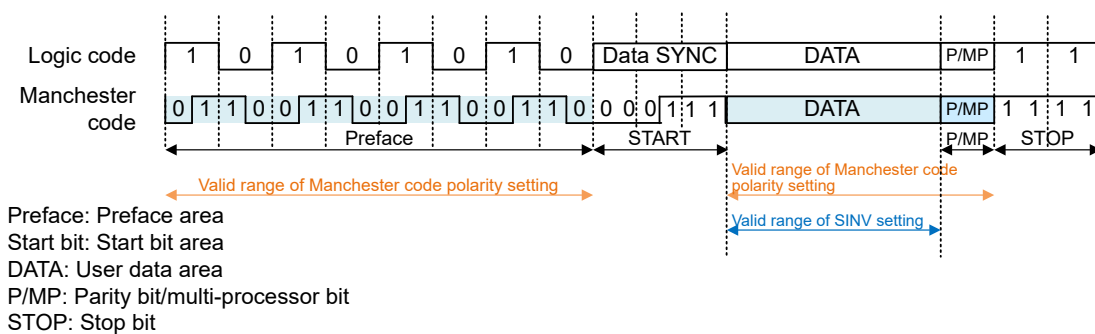 Logic code 1 0 1 0 1 0 1 0 Data SYNC DATA P/MP 1 1
Manchester code 0 1 1 0 0 1 1 0 0 1 1 0 0 1 1 0 0 0 0 1 1 1 DATA P/MP 1 1 1 1
Preface START P/MP STOP
Valid range of Manchester code polarity setting
Valid range of Manchester code
polarity setting
Valid range of SINV setting
Preface: Preface area
Start bit: Start bit area
DATA: User data area
P/MP: Parity bit/multi-processor bit
STOP: Stop bit